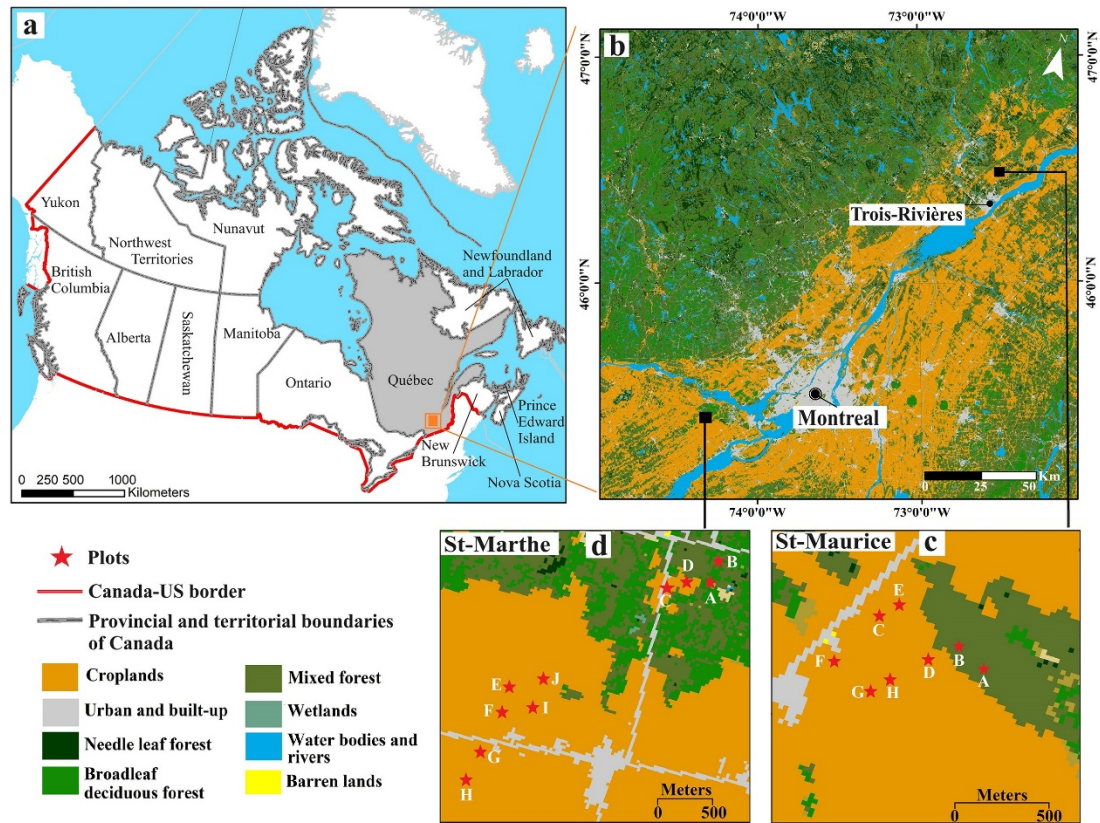 a
Yukon
Northwest
Territories
Nunavut
British
Columbia
Alberta
Saskatchewan
Manitoba
Ontario
Québec
Newfoundland
and Labrador
Prince
Edward
Island
New
Brunswick
Nova Scotia
0 250 500 1000
Kilometers
b
74°0'0"W
73°0'0"W
47°0'0"N
47°0'0"N
46°0'0"N
46°0'0"N
N
Trois-Rivières
Montreal
0 25 50
Km
74°0'0"W
73°0'0"W
Plots
Canada-US border
Provincial and territorial boundaries
of Canada
Croplands
Urban and built-up
Needle leaf forest
Broadleaf
deciduous forest
Mixed forest
Wetlands
Water bodies and
rivers
Barren lands
St-Marthe
d
B
D
A
C
J
E
I
F
G
H
Meters
0 500
St-Maurice
c
E
C
B
F
D
A
H
G
Meters
0 500